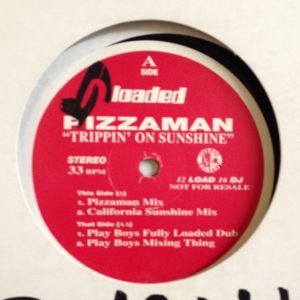 A
SIDE
loaded
PIZZAMAN
"TRIPPIN' ON SUNSHINE"
STEREO
33 RPM
12 LOAD 16 DJ
NOT FOR RESALE
This Side (A)
1. Pizzaman Mix
2. California Sunshine Mix
That Side (AA)
1. Play Boys Fully Loaded Dub
2. Play Boys Mixing Thing